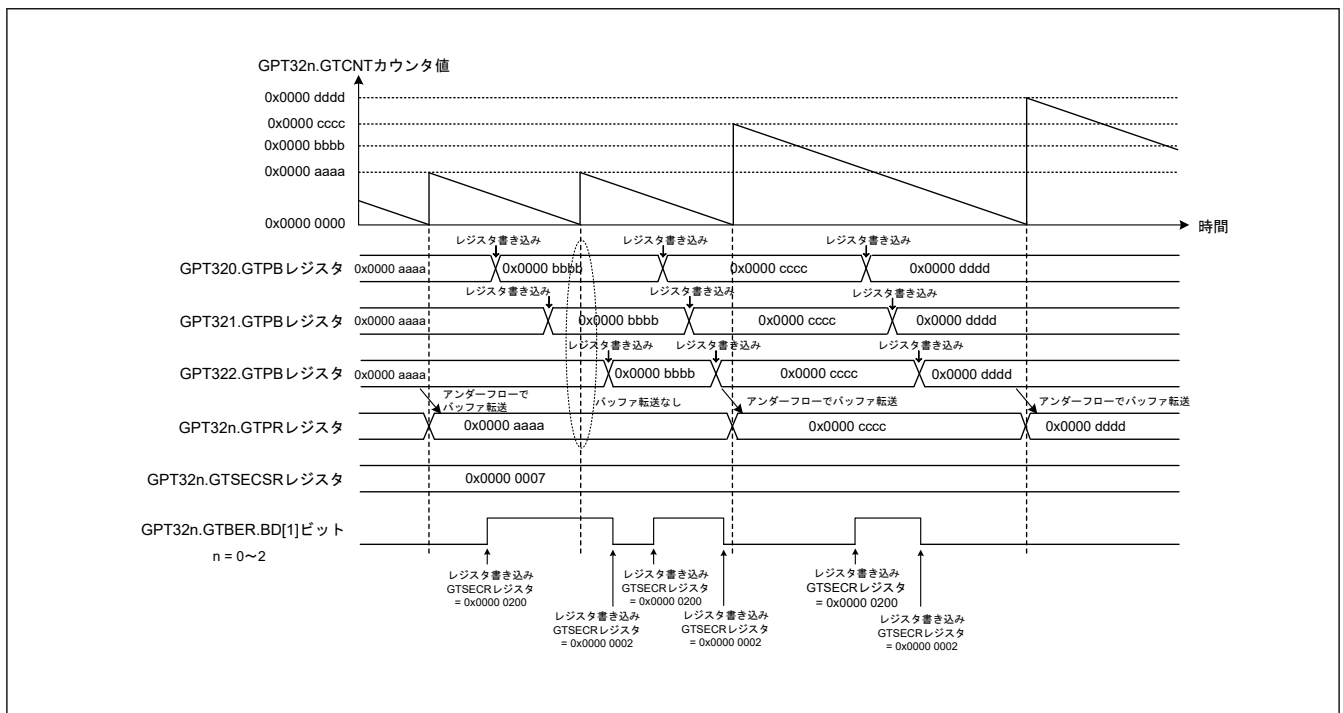 GPT32n.GTCNTカウンタ値
0x0000 dddd
0x0000 cccc
0x0000 bbbb
0x0000 aaaa
0x0000 0000
時間
レジスタ書き込み レジスタ書き込み レジスタ書き込み
GPT320.GTPBレジスタ 0x0000 aaaa 0x0000 bbbb 0x0000 cccc 0x0000 dddd
レジスタ書き込み レジスタ書き込み レジスタ書き込み
GPT321.GTPBレジスタ 0x0000 aaaa 0x0000 bbbb 0x0000 cccc 0x0000 dddd
レジスタ書き込み レジスタ書き込み レジスタ書き込み
GPT322.GTPBレジスタ 0x0000 aaaa 0x0000 bbbb 0x0000 cccc 0x0000 dddd
アンダーフローで
バッファ転送
バッファ転送なし アンダーフローでバッファ転送 アンダーフローでバッファ転送
GPT32n.GTPRレジスタ 0x0000 aaaa 0x0000 cccc 0x0000 dddd
GPT32n.GTSECSRレジスタ 0x0000 0007
GPT32n.GTBER.BD[1]ビット
n = 0~2
レジスタ書き込み
GTSECRレジスタ
= 0x0000 0200
レジスタ書き込み
GTSECRレジスタ
= 0x0000 0002
レジスタ書き込み
GTSECRレジスタ
= 0x0000 0200
レジスタ書き込み
GTSECRレジスタ
= 0x0000 0002
レジスタ書き込み
GTSECRレジスタ
= 0x0000 0200
レジスタ書き込み
GTSECRレジスタ
= 0x0000 0002